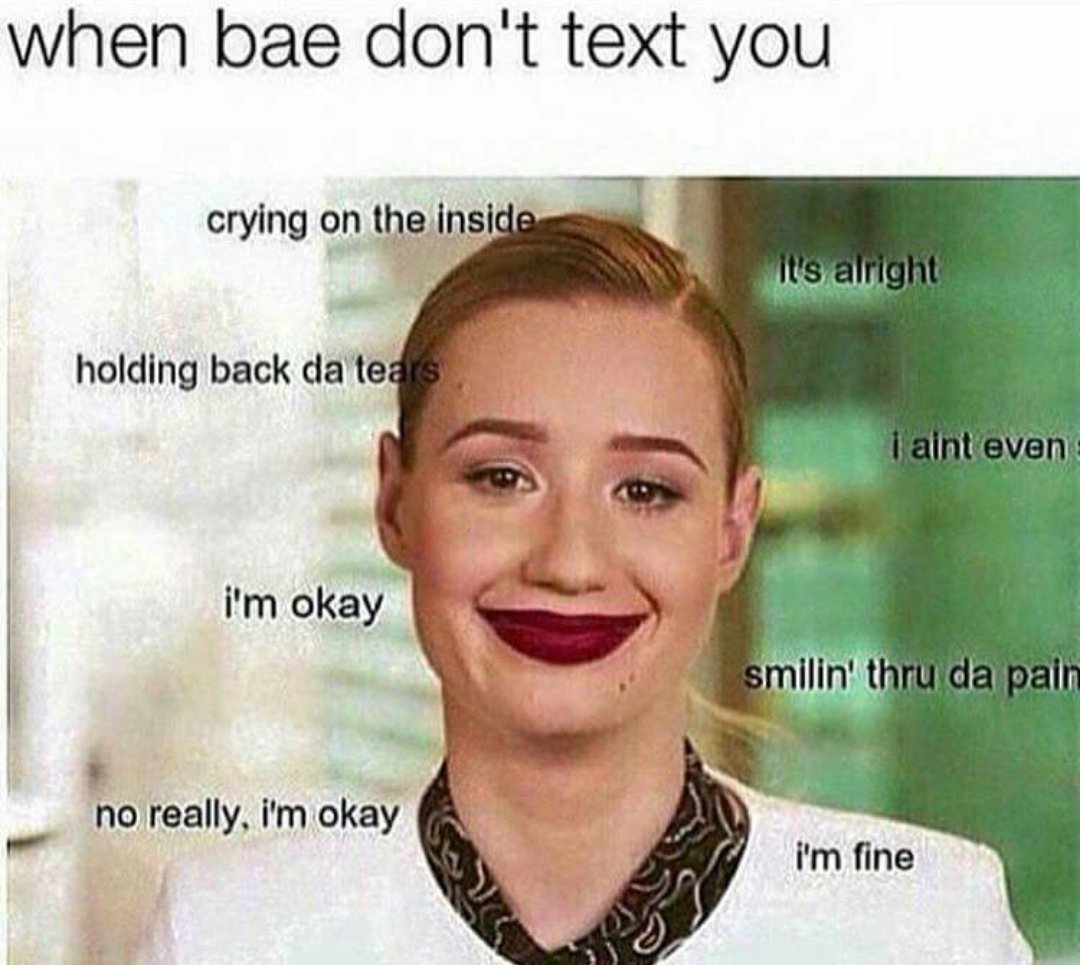 when bae don't text you
crying on the inside
it's alright
holding back da tears
i aint even
i'm okay
smilin' thru da pain
no really, i'm okay
i'm fine